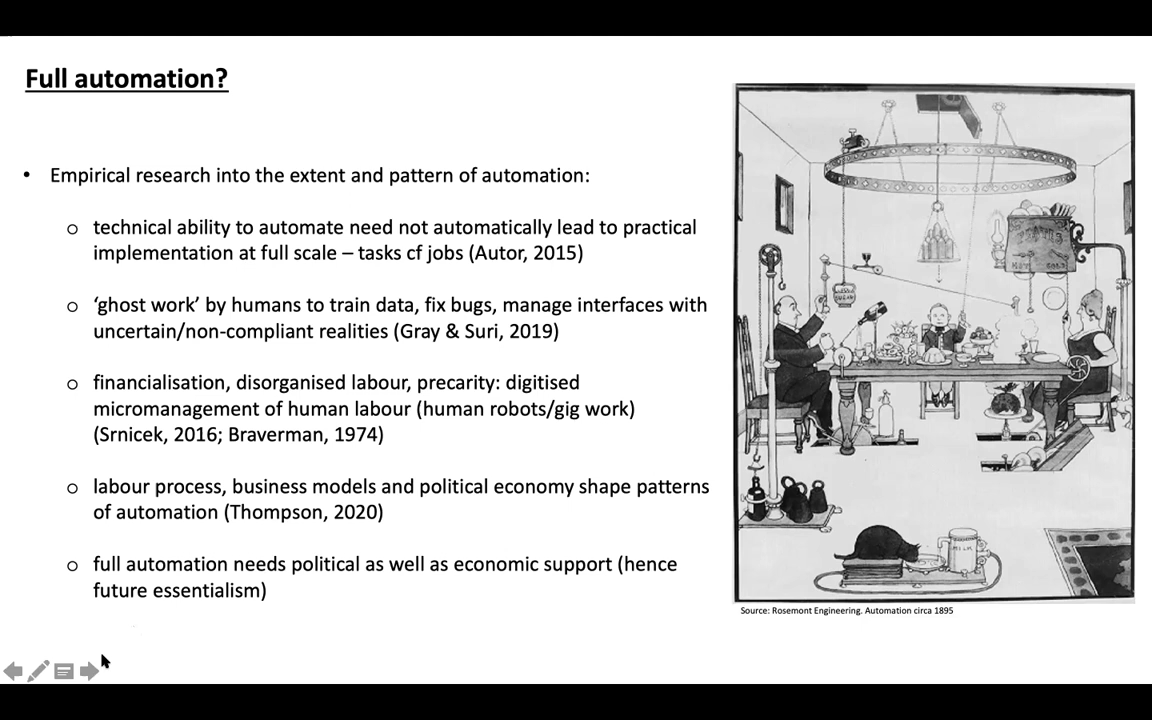 Full automation?
• Empirical research into the extent and pattern of automation:
o technical ability to automate need not automatically lead to practical
implementation at full scale – tasks cf jobs (Autor, 2015)
o ‘ghost work’ by humans to train data, fix bugs, manage interfaces with
uncertain/non-compliant realities (Gray & Suri, 2019)
o financialisation, disorganised labour, precarity: digitised
micromanagement of human labour (human robots/gig work)
(Srnicek, 2016; Braverman, 1974)
o labour process, business models and political economy shape patterns
of automation (Thompson, 2020)
o full automation needs political as well as economic support (hence
future essentialism)
MILK
Source: Rosemont Engineering. Automation circa 1895